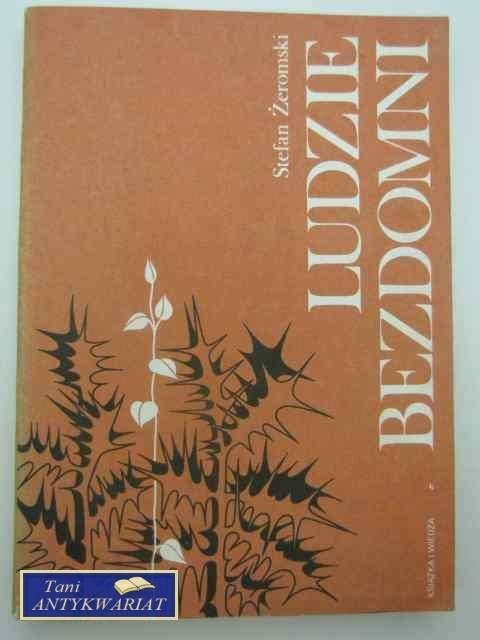 Stefan Żeromski
LUDZIE
BEZDOMNI
KSIĄŻKA I WIEDZA
Tani
ANTYKWARIAT